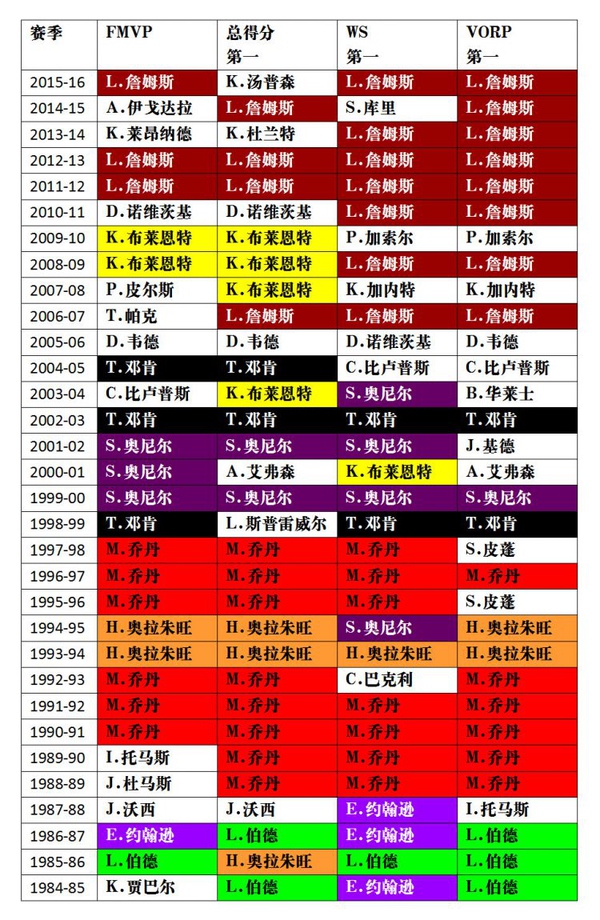 赛季 FMVP 总得分 WS VORP
第一 第一 第一
2015-16 L.詹姆斯 K.汤普森 L.詹姆斯 L.詹姆斯
2014-15 A.伊戈达拉 L.詹姆斯 S.库里 L.詹姆斯
2013-14 K.莱昂纳德 K.杜兰特 L.詹姆斯 L.詹姆斯
2012-13 L.詹姆斯 L.詹姆斯 L.詹姆斯 L.詹姆斯
2011-12 L.詹姆斯 L.詹姆斯 L.詹姆斯 L.詹姆斯
2010-11 D.诺维茨基 D.诺维茨基 L.詹姆斯 L.詹姆斯
2009-10 K.布莱恩特 K.布莱恩特 P.加索尔 P.加索尔
2008-09 K.布莱恩特 K.布莱恩特 L.詹姆斯 L.詹姆斯
2007-08 P.皮尔斯 K.布莱恩特 K.加内特 K.加内特
2006-07 T.帕克 L.詹姆斯 L.詹姆斯 L.詹姆斯
2005-06 D.韦德 D.韦德 D.诺维茨基 D.韦德
2004-05 T.邓肯 T.邓肯 C.比卢普斯 C.比卢普斯
2003-04 C.比卢普斯 K.布莱恩特 S.奥尼尔 B.华莱士
2002-03 T.邓肯 T.邓肯 T.邓肯 T.邓肯
2001-02 S.奥尼尔 S.奥尼尔 S.奥尼尔 J.基德
2000-01 S.奥尼尔 A.艾弗森 K.布莱恩特 A.艾弗森
1999-00 S.奥尼尔 S.奥尼尔 S.奥尼尔 S.奥尼尔
1998-99 T.邓肯 L.斯普雷威尔 T.邓肯 T.邓肯
1997-98 M.乔丹 M.乔丹 M.乔丹 S.皮蓬
1996-97 M.乔丹 M.乔丹 M.乔丹 M.乔丹
1995-96 M.乔丹 M.乔丹 M.乔丹 S.皮蓬
1994-95 H.奥拉朱旺 H.奥拉朱旺 S.奥尼尔 H.奥拉朱旺
1993-94 H.奥拉朱旺 H.奥拉朱旺 H.奥拉朱旺 H.奥拉朱旺
1992-93 M.乔丹 M.乔丹 C.巴克利 M.乔丹
1991-92 M.乔丹 M.乔丹 M.乔丹 M.乔丹
1990-91 M.乔丹 M.乔丹 M.乔丹 M.乔丹
1989-90 I.托马斯 M.乔丹 M.乔丹 M.乔丹
1988-89 J.杜马斯 M.乔丹 M.乔丹 M.乔丹
1987-88 J.沃西 J.沃西 E.约翰逊 I.托马斯
1986-87 E.约翰逊 L.伯德 E.约翰逊 L.伯德
1985-86 L.伯德 H.奥拉朱旺 L.伯德 L.伯德
1984-85 K.贾巴尔 L.伯德 E.约翰逊 L.伯德